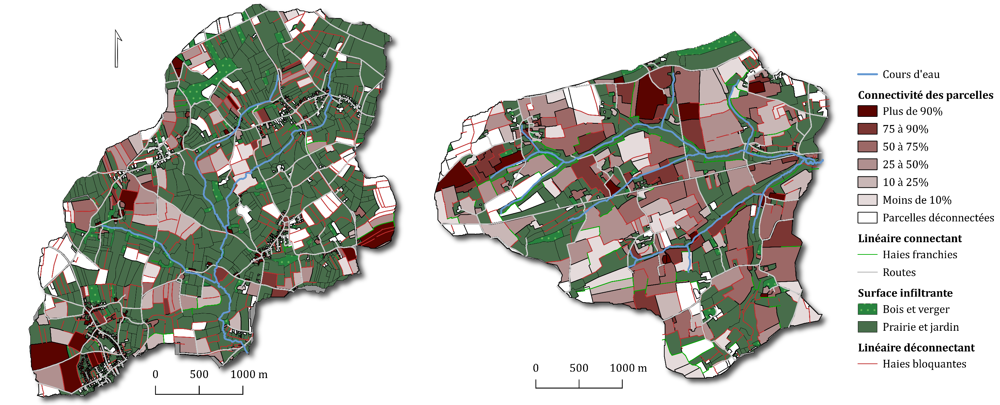 Cours d'eau
Connectivité des parcelles
Plus de 90%
75 à 90%
50 à 75%
25 à 50%
10 à 25%
Moins de 10%
Parcelles déconnectées
Linéaire connectant
Haies franchies
Routes
Surface infiltrante
Bois et verger
Prairie et jardin
Linéaire déconnectant
Haies bloquantes
0 500 1000 m
0 500 1000 m